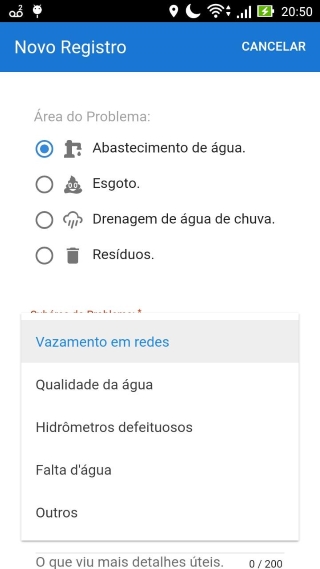 2
20:50
Novo Registro
CANCELAR
Área do Problema:
Abastecimento de água.
Esgoto.
Drenagem de água de chuva.
Resíduos.
Vazamento em redes
Qualidade da água
Hidrômetros defeituosos
Falta d'água
Outros
O que viu mais detalhes úteis.
0 / 200